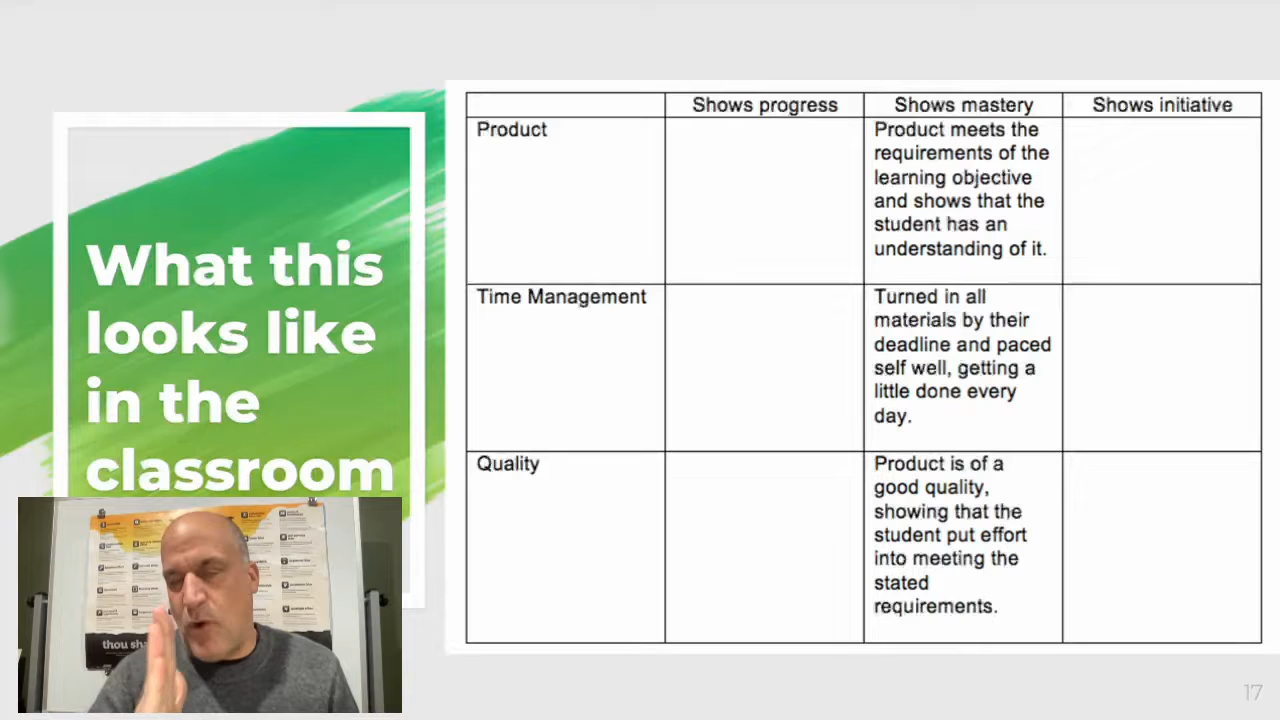 What this
looks like
in the
classroom
Shows progress
Shows mastery
Shows initiative
Product
Product meets the
requirements of the
learning objective
and shows that the
student has an
understanding of it.
Time Management
Turned in all
materials by their
deadline and paced
self well, getting a
little done every
day.
Quality
Product is of a
good quality,
showing that the
student put effort
into meeting the
stated
requirements.
thou
17